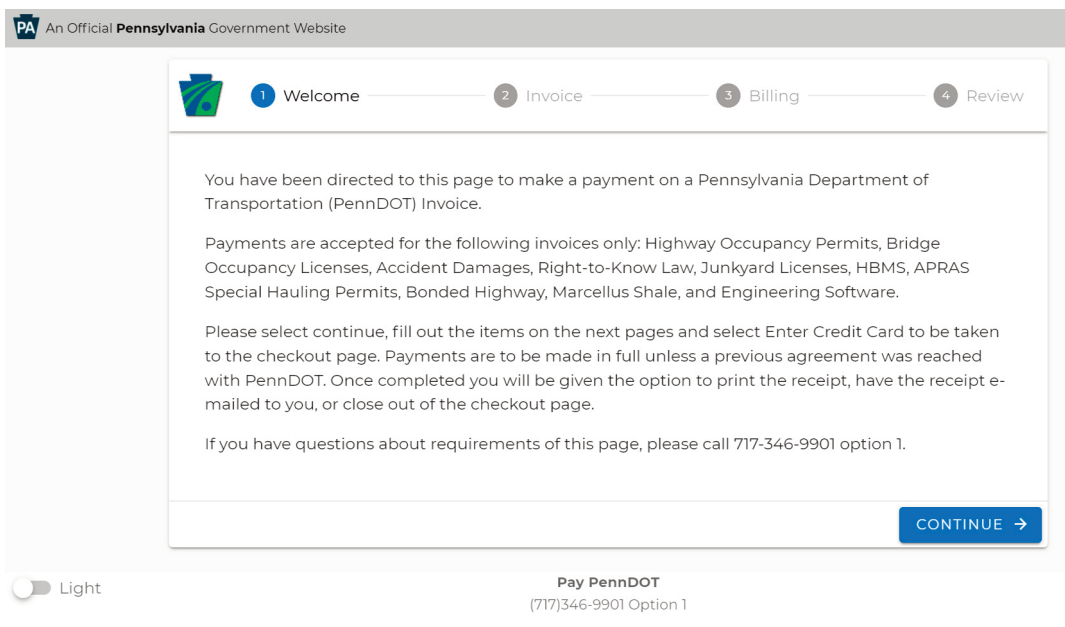 PA An Official Pennsylvania Government Website
1 Welcome 2 Invoice 3 Billing 4 Review
You have been directed to this page to make a payment on a Pennsylvania Department of
Transportation (PennDOT) Invoice.
Payments are accepted for the following invoices only: Highway Occupancy Permits, Bridge
Occupancy Licenses, Accident Damages, Right-to-Know Law, Junkyard Licenses, HBMS, APRAS
Special Hauling Permits, Bonded Highway, Marcellus Shale, and Engineering Software.
Please select continue, fill out the items on the next pages and select Enter Credit Card to be taken
to the checkout page. Payments are to be made in full unless a previous agreement was reached
with PennDOT. Once completed you will be given the option to print the receipt, have the receipt e-
mailed to you, or close out of the checkout page.
If you have questions about requirements of this page, please call 717-346-9901 option 1.
CONTINUE →
Light
Pay PennDOT
(717)346-9901 Option 1